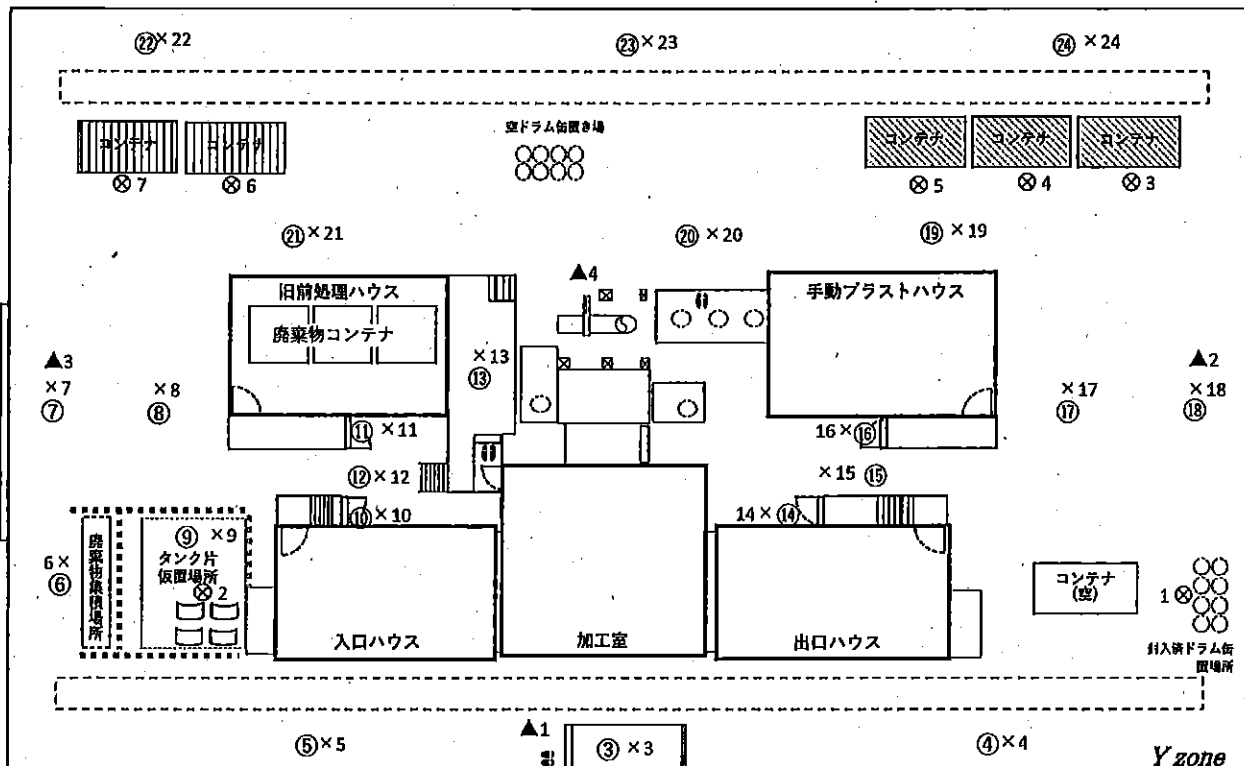 ㉒×22
㉓×23
㉔×24
コンテナ
コンテナ
空ドラム缶置き場
コンテナ
コンテナ
コンテナ
⊗7
⊗6
⊗5
⊗4
⊗3
㉑×21
⑳×20
⑲×19
▲4
旧前処理ハウス
廃棄物コンテナ
手動ブラストハウス
▲3
×7
⑦
×8
⑧
×13
⑬
▲2
×17
⑰
×18
⑱
⑪×11
16×⑯
⑫×12
×15 ⑮
⑩×10
14×⑭
6×
⑥
廃棄物集積場所
⑨ ×9
タンク片
仮置場所
⊗2
入口ハウス
加工室
出口ハウス
コンテナ
(空)
1⊗
封入済ドラム缶
置場所
⑤×5
▲1
③×3
④×4
Y zone